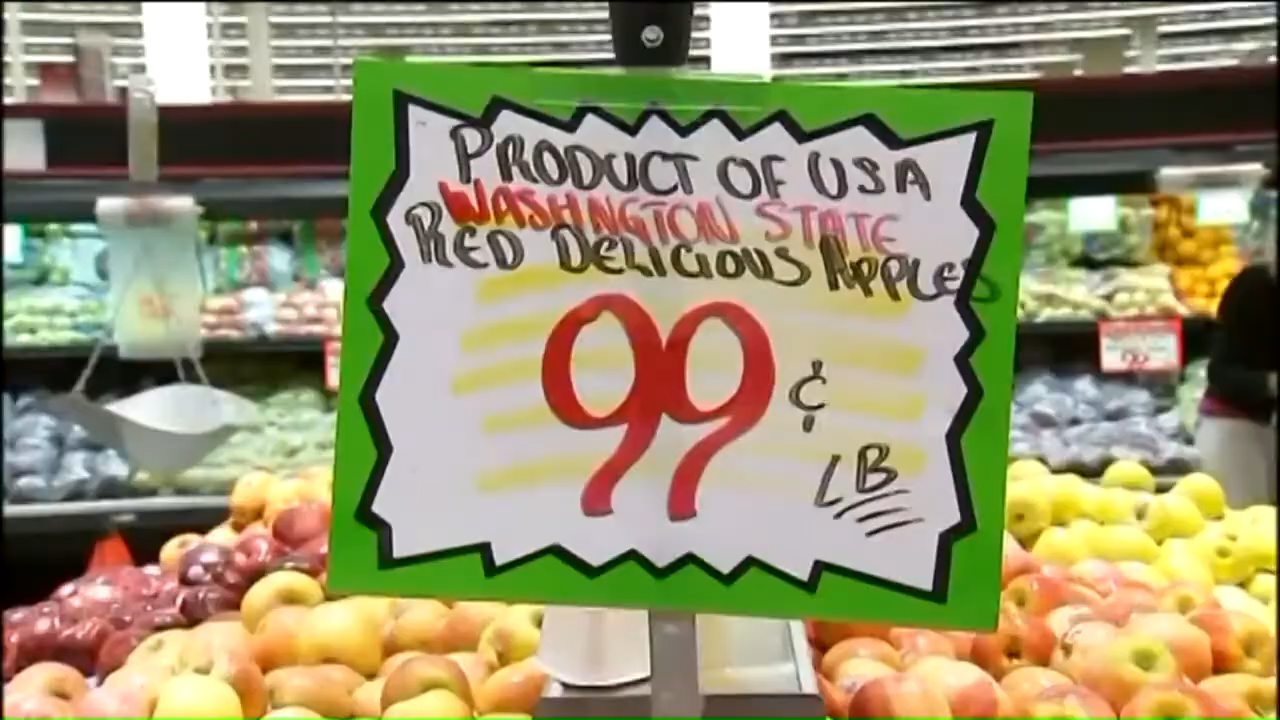 PRODUCT OF USA
WASHINGTON STATE
RED DELICIOUS APPLES
99 ¢
LB